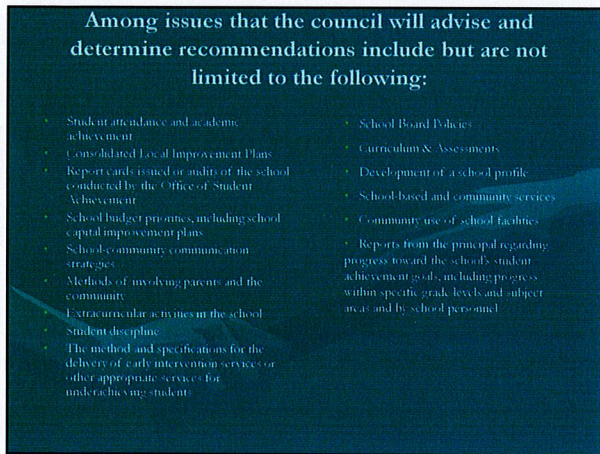 Among issues that the council will advise and
determine recommendations include but are not
limited to the following:
• Student attendance and academic
achievement
• Consolidated Local Improvement Plans
• Report cards issued or audits of the school
conducted by the Office of Student
Achievement
• School budget priorities, including school
capital improvement plans
• School-community communication
strategies
• Methods of involving parents and the
community
• Extracurricular activities in the school
• Student discipline
• The method and specifications for the
delivery of early intervention services or
other appropriate services for
underachieving students
• School Board Policies
• Curriculum & Assessments
• Development of a school profile
• School-based and community services
• Community use of school facilities
• Reports from the principal regarding
progress toward the school's student
achievement goals, including progress
within specific grade levels and subject
areas and by school personnel